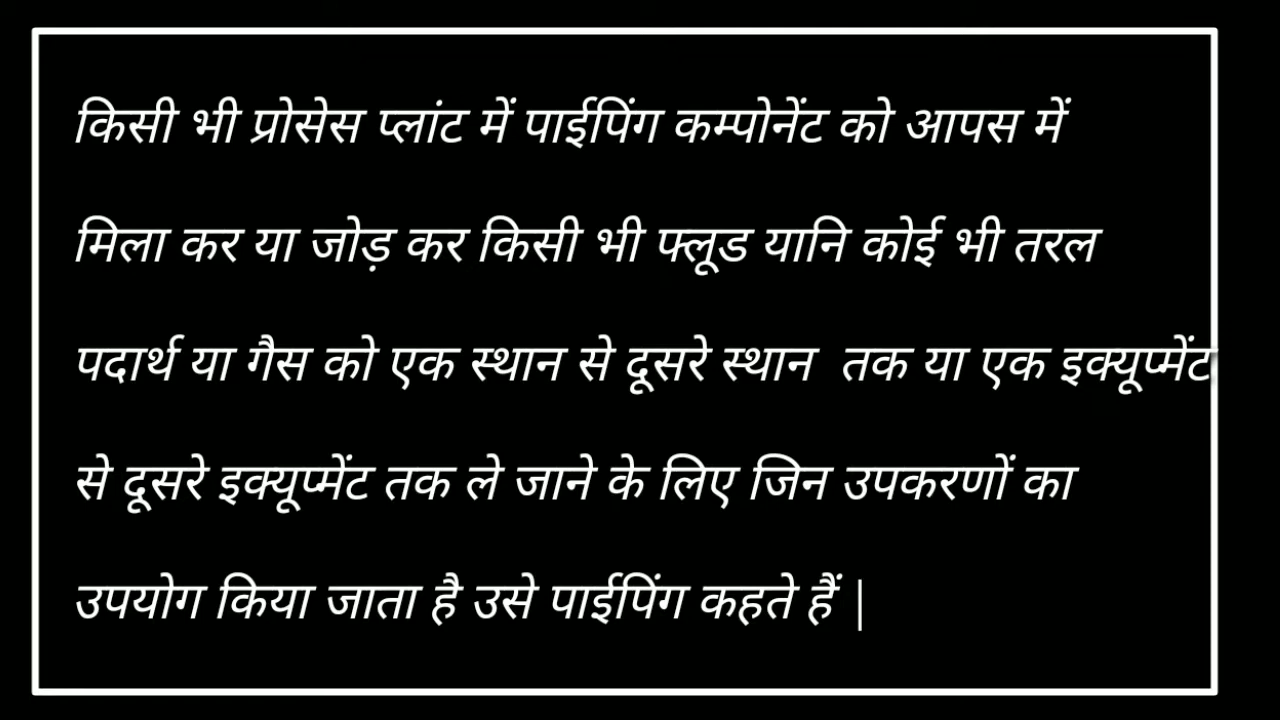 किसी भी प्रोसेस प्लांट में पाईपिंग कम्पोनेंट को आपस में
मिला कर या जोड़ कर किसी भी फ्लूड यानि कोई भी तरल
पदार्थ या गैस को एक स्थान से दूसरे स्थान  तक या एक इक्यूप्मेंट
से दूसरे इक्यूप्मेंट तक ले जाने के लिए जिन उपकरणों का
उपयोग किया जाता है उसे पाईपिंग कहते हैं |